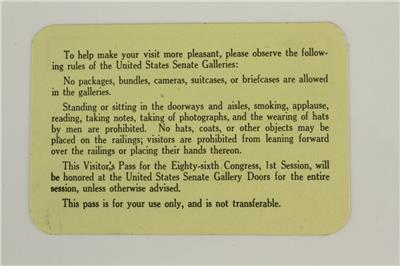 To help make your visit more pleasant, please observe the follow-
ing rules of the United States Senate Galleries:
No packages, bundles, cameras, suitcases, or briefcases are allowed
in the galleries.
Standing or sitting in the doorways and aisles, smoking, applause,
reading, taking notes, taking of photographs, and the wearing of hats
by men are prohibited. No hats, coats, or other objects may be
placed on the railings; visitors are prohibited from leaning forward
over the railings or placing their hands thereon.
This Visitor's Pass for the Eighty-sixth Congress, 1st Session, will
be honored at the United States Senate Gallery Doors for the entire
session, unless otherwise advised.
This pass is for your use only, and is not transferable.